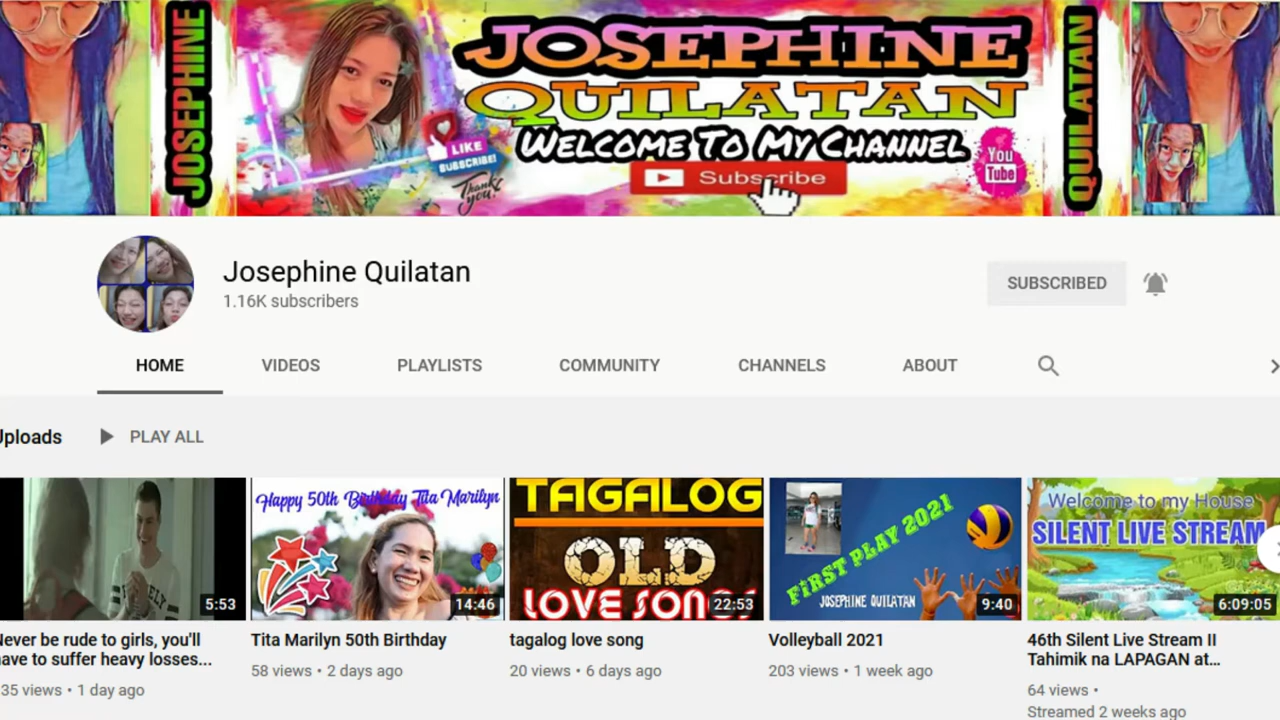 JOSEPHINE
JOSEPHINE
QUILATAN
WELCOME TO MY CHANNEL
LIKE
SUBSCRIBE!
Thank you!
Subscribe
You
Tube
QUILATAN
Josephine Quilatan
1.16K subscribers
SUBSCRIBED
HOME VIDEOS PLAYLISTS COMMUNITY CHANNELS ABOUT
Uploads PLAY ALL
5:53
Happy 50th Birthday Tita Marilyn
14:46
TAGALOG
OLD
LOVE SONGS
22:53
FIRST PLAY 2021
JOSEPHINE QUILATAN
9:40
Welcome to my House
SILENT LIVE STREAM
6:09:05
Never be rude to girls, you'll
have to suffer heavy losses...
35 views • 1 day ago
Tita Marilyn 50th Birthday
58 views • 2 days ago
tagalog love song
20 views • 6 days ago
Volleyball 2021
203 views • 1 week ago
46th Silent Live Stream II
Tahimik na LAPAGAN at...
64 views •
Streamed 2 weeks ago